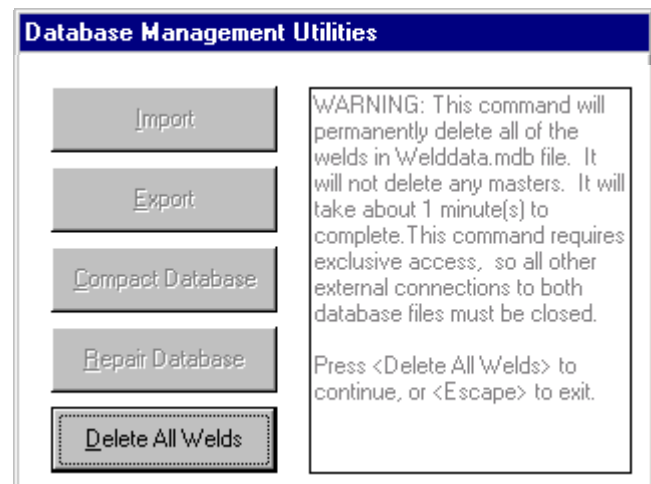 Database Management Utilities
Import
Export
Compact Database
Repair Database
Delete All Welds
WARNING: This command will
permanently delete all of the
welds in Welddata.mdb file.  It
will not delete any masters.  It will
take about 1 minute(s) to
complete.This command requires
exclusive access,  so all other
external connections to both
database files must be closed.
Press <Delete All Welds> to
continue, or <Escape> to exit.